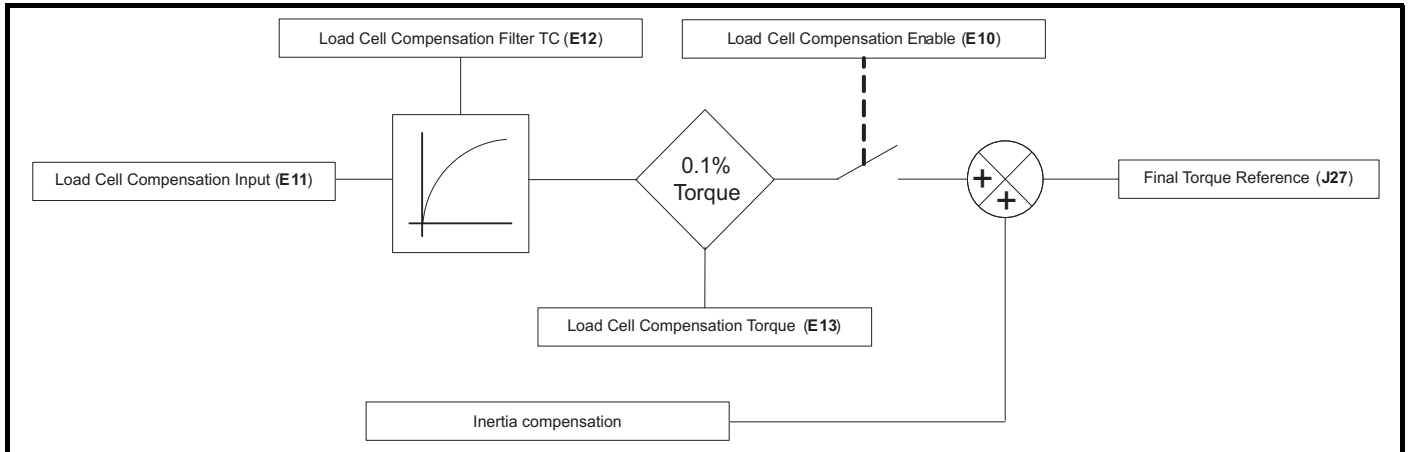 Load Cell Compensation Filter TC (E12)
Load Cell Compensation Enable (E10)
Load Cell Compensation Input (E11)
0.1%
Torque
Final Torque Reference (J27)
Load Cell Compensation Torque (E13)
Inertia compensation